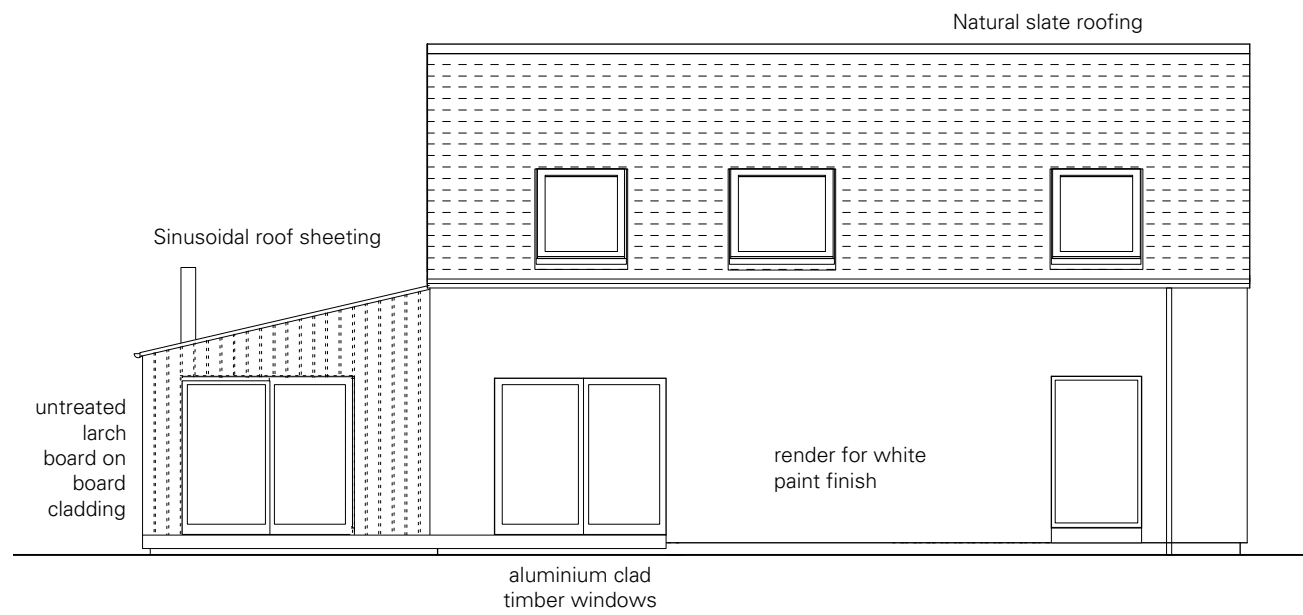 Natural slate roofing
Sinusoidal roof sheeting
untreated
larch
board on
board
cladding
render for white
paint finish
aluminium clad
timber windows